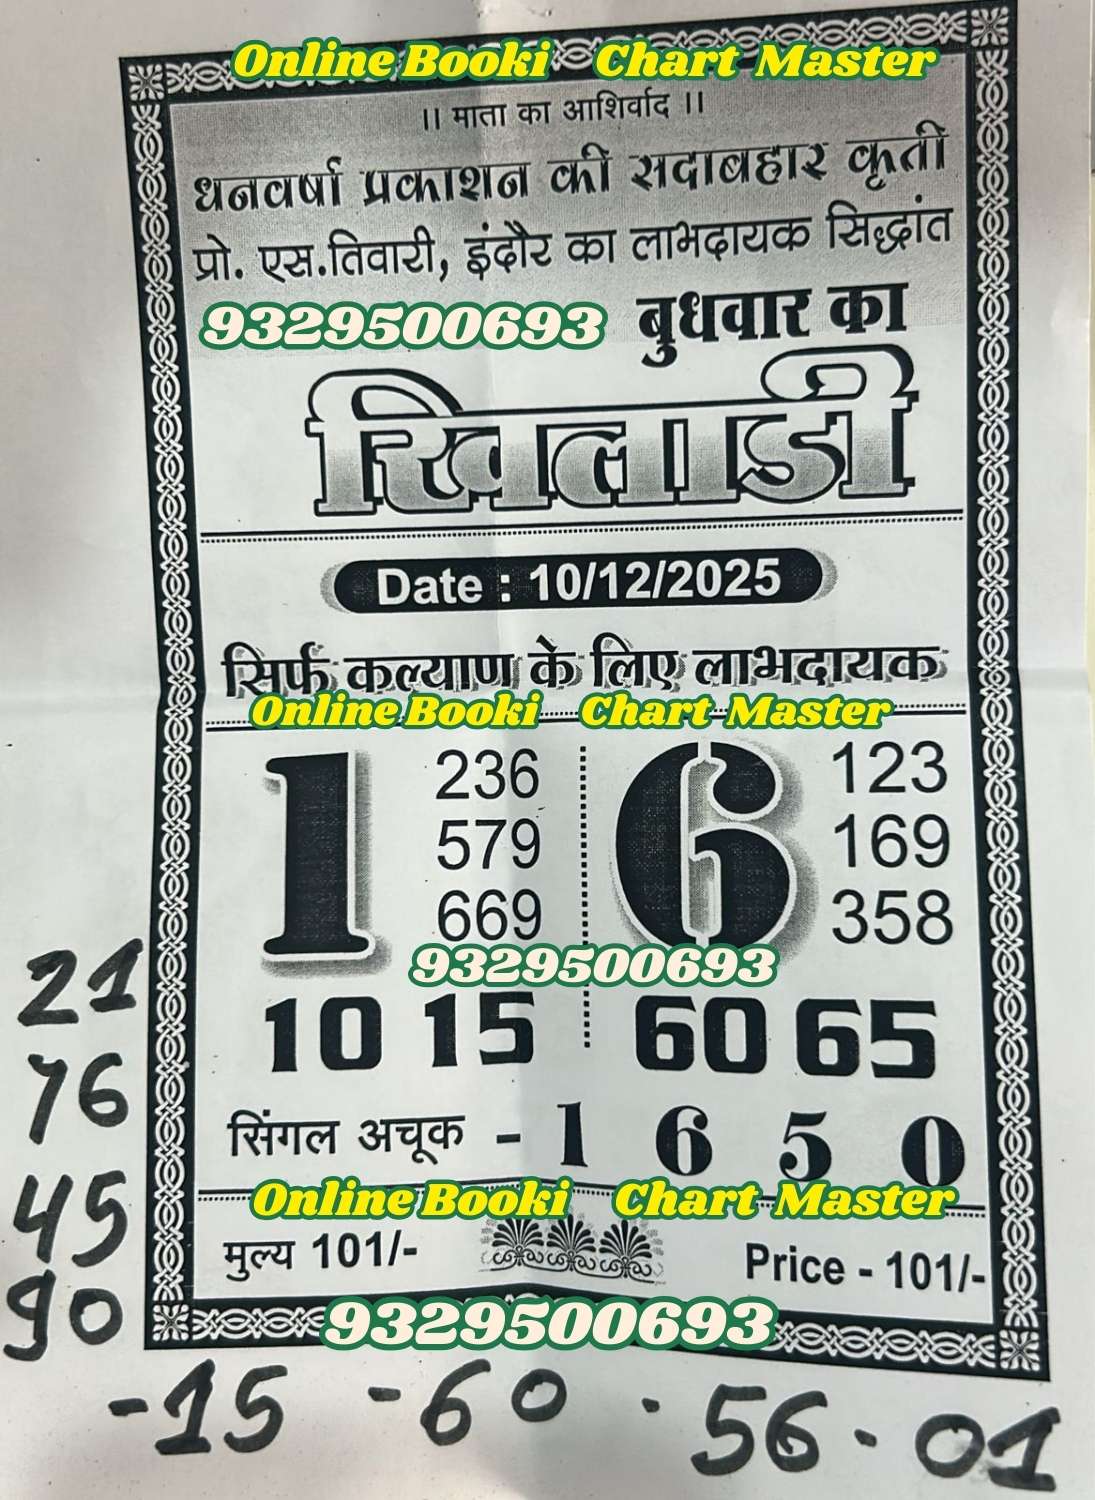 Online Booki Chart Master
।। माता का आशिर्वाद ।।
धनवर्षा प्रकाशन की सदाबहार कृती
प्रो. एस.तिवारी, इंदौर का लाभदायक सिद्धांत
9329500693 बुधवार का
खिलाडी
Date : 10/12/2025
सिर्फ कल्याण के लिए लाभदायक
Online Booki Chart Master
1 236 6 123
579 169
669 358
9329500693
10 15 60 65
सिंगल अचूक - 1 6 5 0
Online Booki Chart Master
मुल्य 101/- Price - 101/-
9329500693
21
76
45
90
-15 -60 . 56 - 01